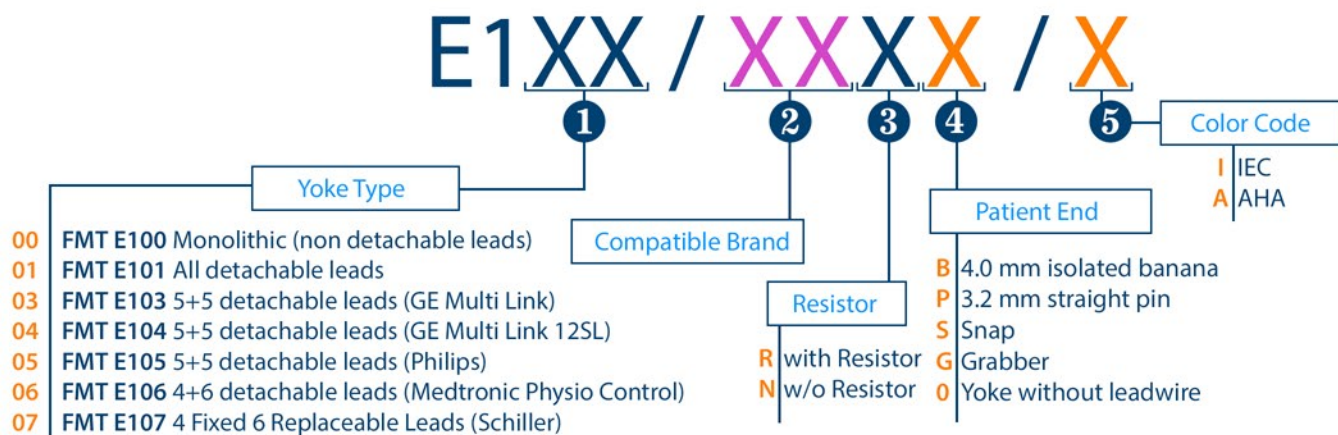 E1XX / XX X X / X
1 2 3 4 5
Color Code
I IEC
A AHA
Yoke Type
00 FMT E100 Monolithic (non detachable leads)
01 FMT E101 All detachable leads
03 FMT E103 5+5 detachable leads (GE Multi Link)
04 FMT E104 5+5 detachable leads (GE Multi Link 12SL)
05 FMT E105 5+5 detachable leads (Philips)
06 FMT E106 4+6 detachable leads (Medtronic Physio Control)
07 FMT E107 4 Fixed 6 Replaceable Leads (Schiller)
Compatible Brand
Resistor
R with Resistor
N w/o Resistor
Patient End
B 4.0 mm isolated banana
P 3.2 mm straight pin
S Snap
G Grabber
0 Yoke without leadwire